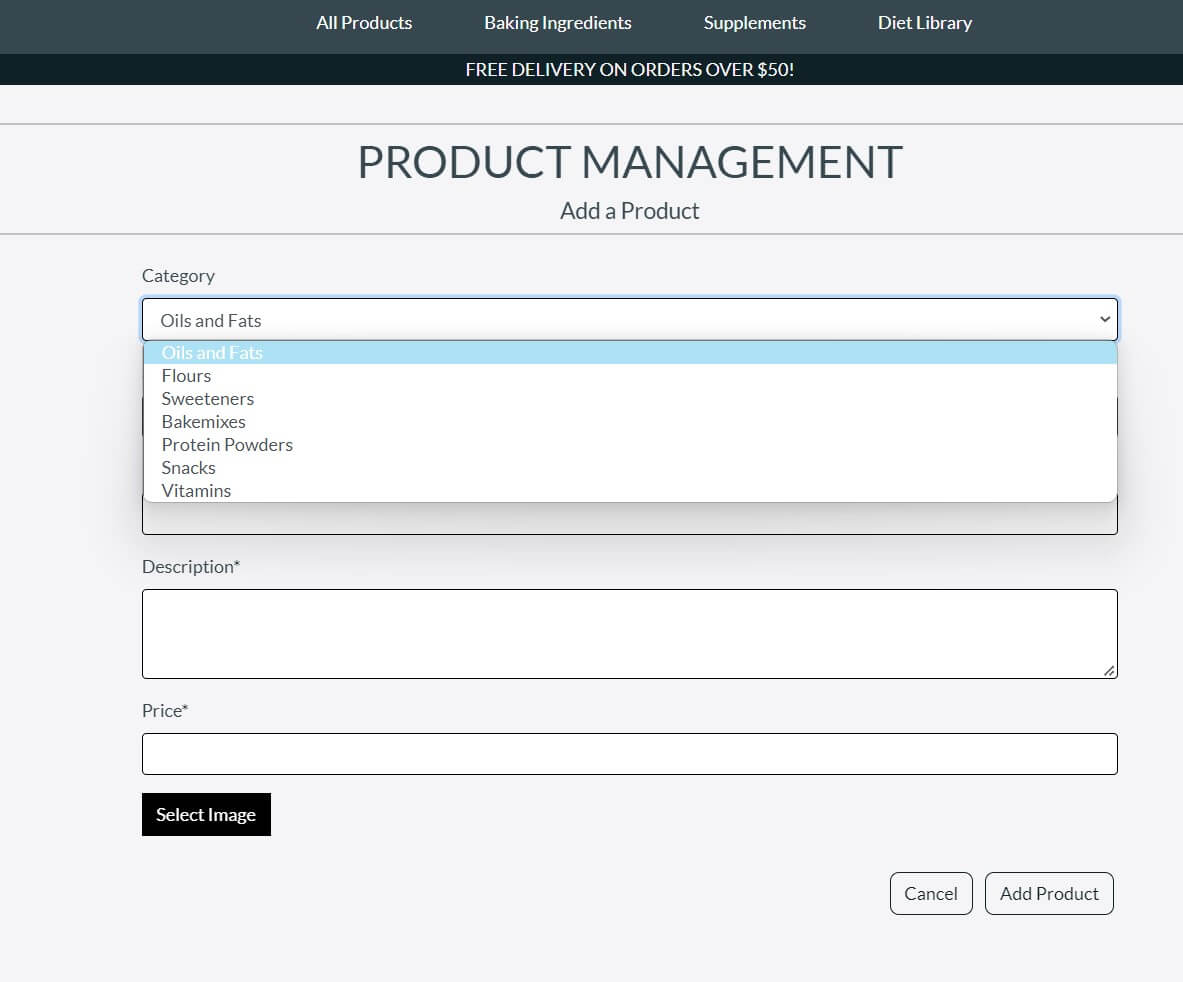 All Products Baking Ingredients Supplements Diet Library
FREE DELIVERY ON ORDERS OVER $50!
PRODUCT MANAGEMENT
Add a Product
Category
Oils and Fats
Oils and Fats
Flours
Sweeteners
Bakemixes
Protein Powders
Snacks
Vitamins
Description*
Price*
Select Image
Cancel Add Product